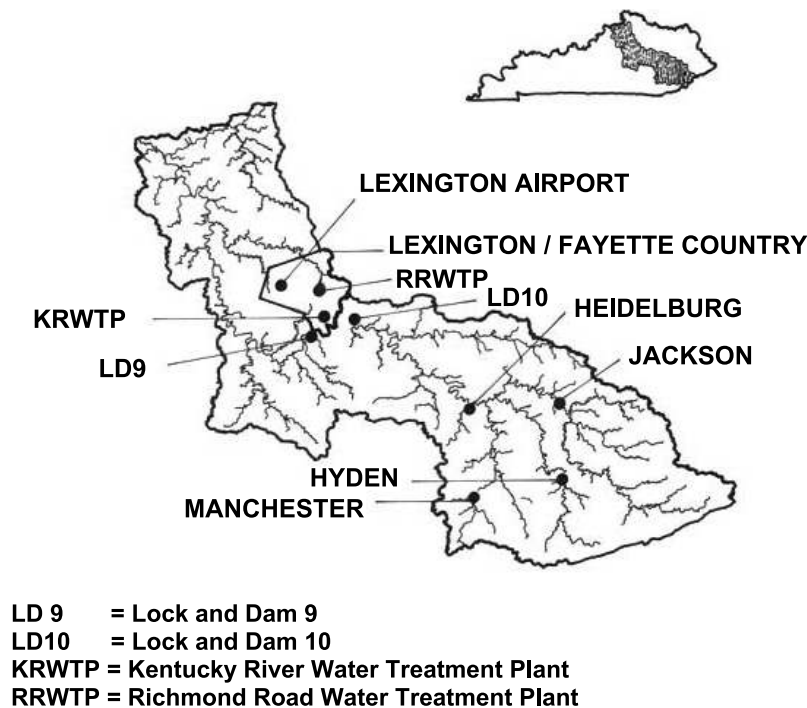 LEXINGTON AIRPORT
LEXINGTON / FAYETTE COUNTRY
RRWTP
LD10
KRWTP
HEIDELBURG
LD9
JACKSON
HYDEN
MANCHESTER
LD 9 = Lock and Dam 9
LD10 = Lock and Dam 10
KRWTP = Kentucky River Water Treatment Plant
RRWTP = Richmond Road Water Treatment Plant